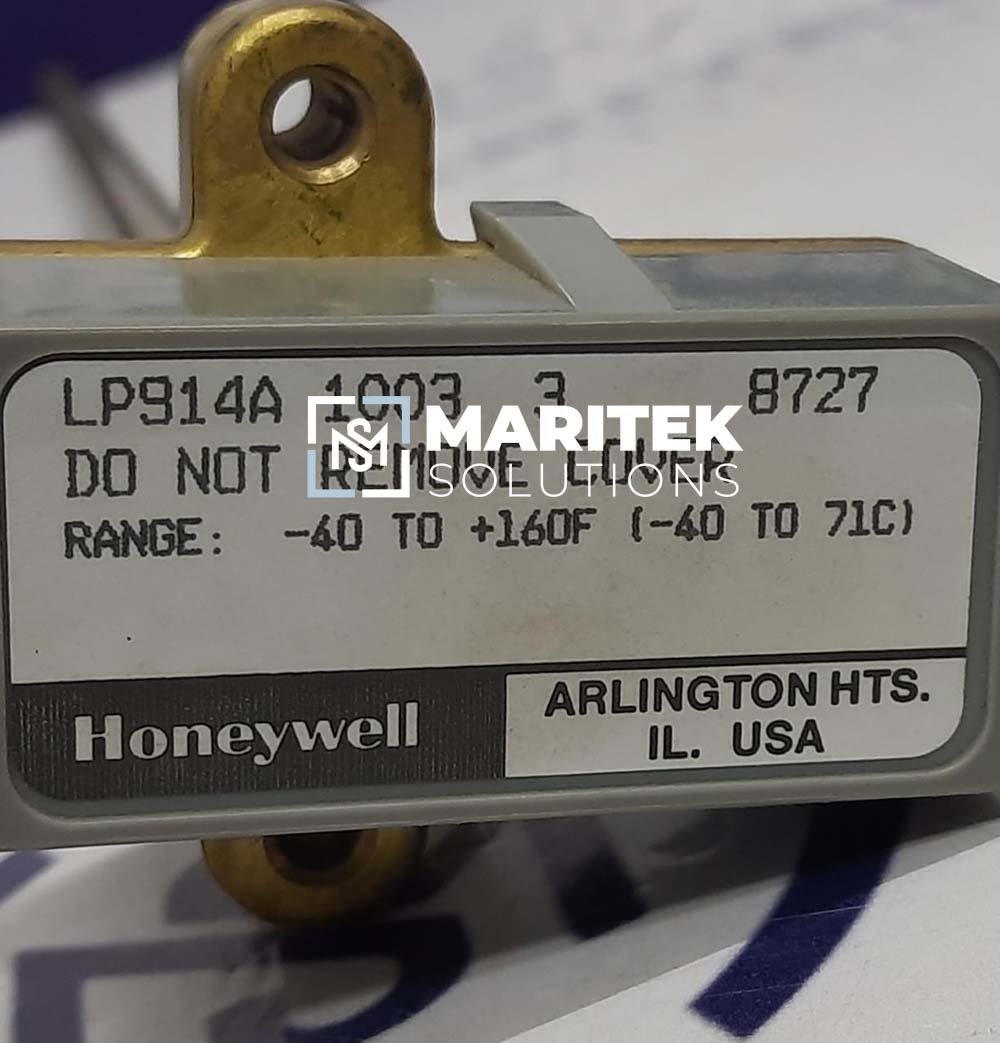 LP914A 1003 3 8727
DO NOT REMOVE COVER
RANGE: -40 TO +160F (-40 TO 71C)
Honeywell
ARLINGTON HTS.
IL. USA
MS MARITEK
SOLUTIONS